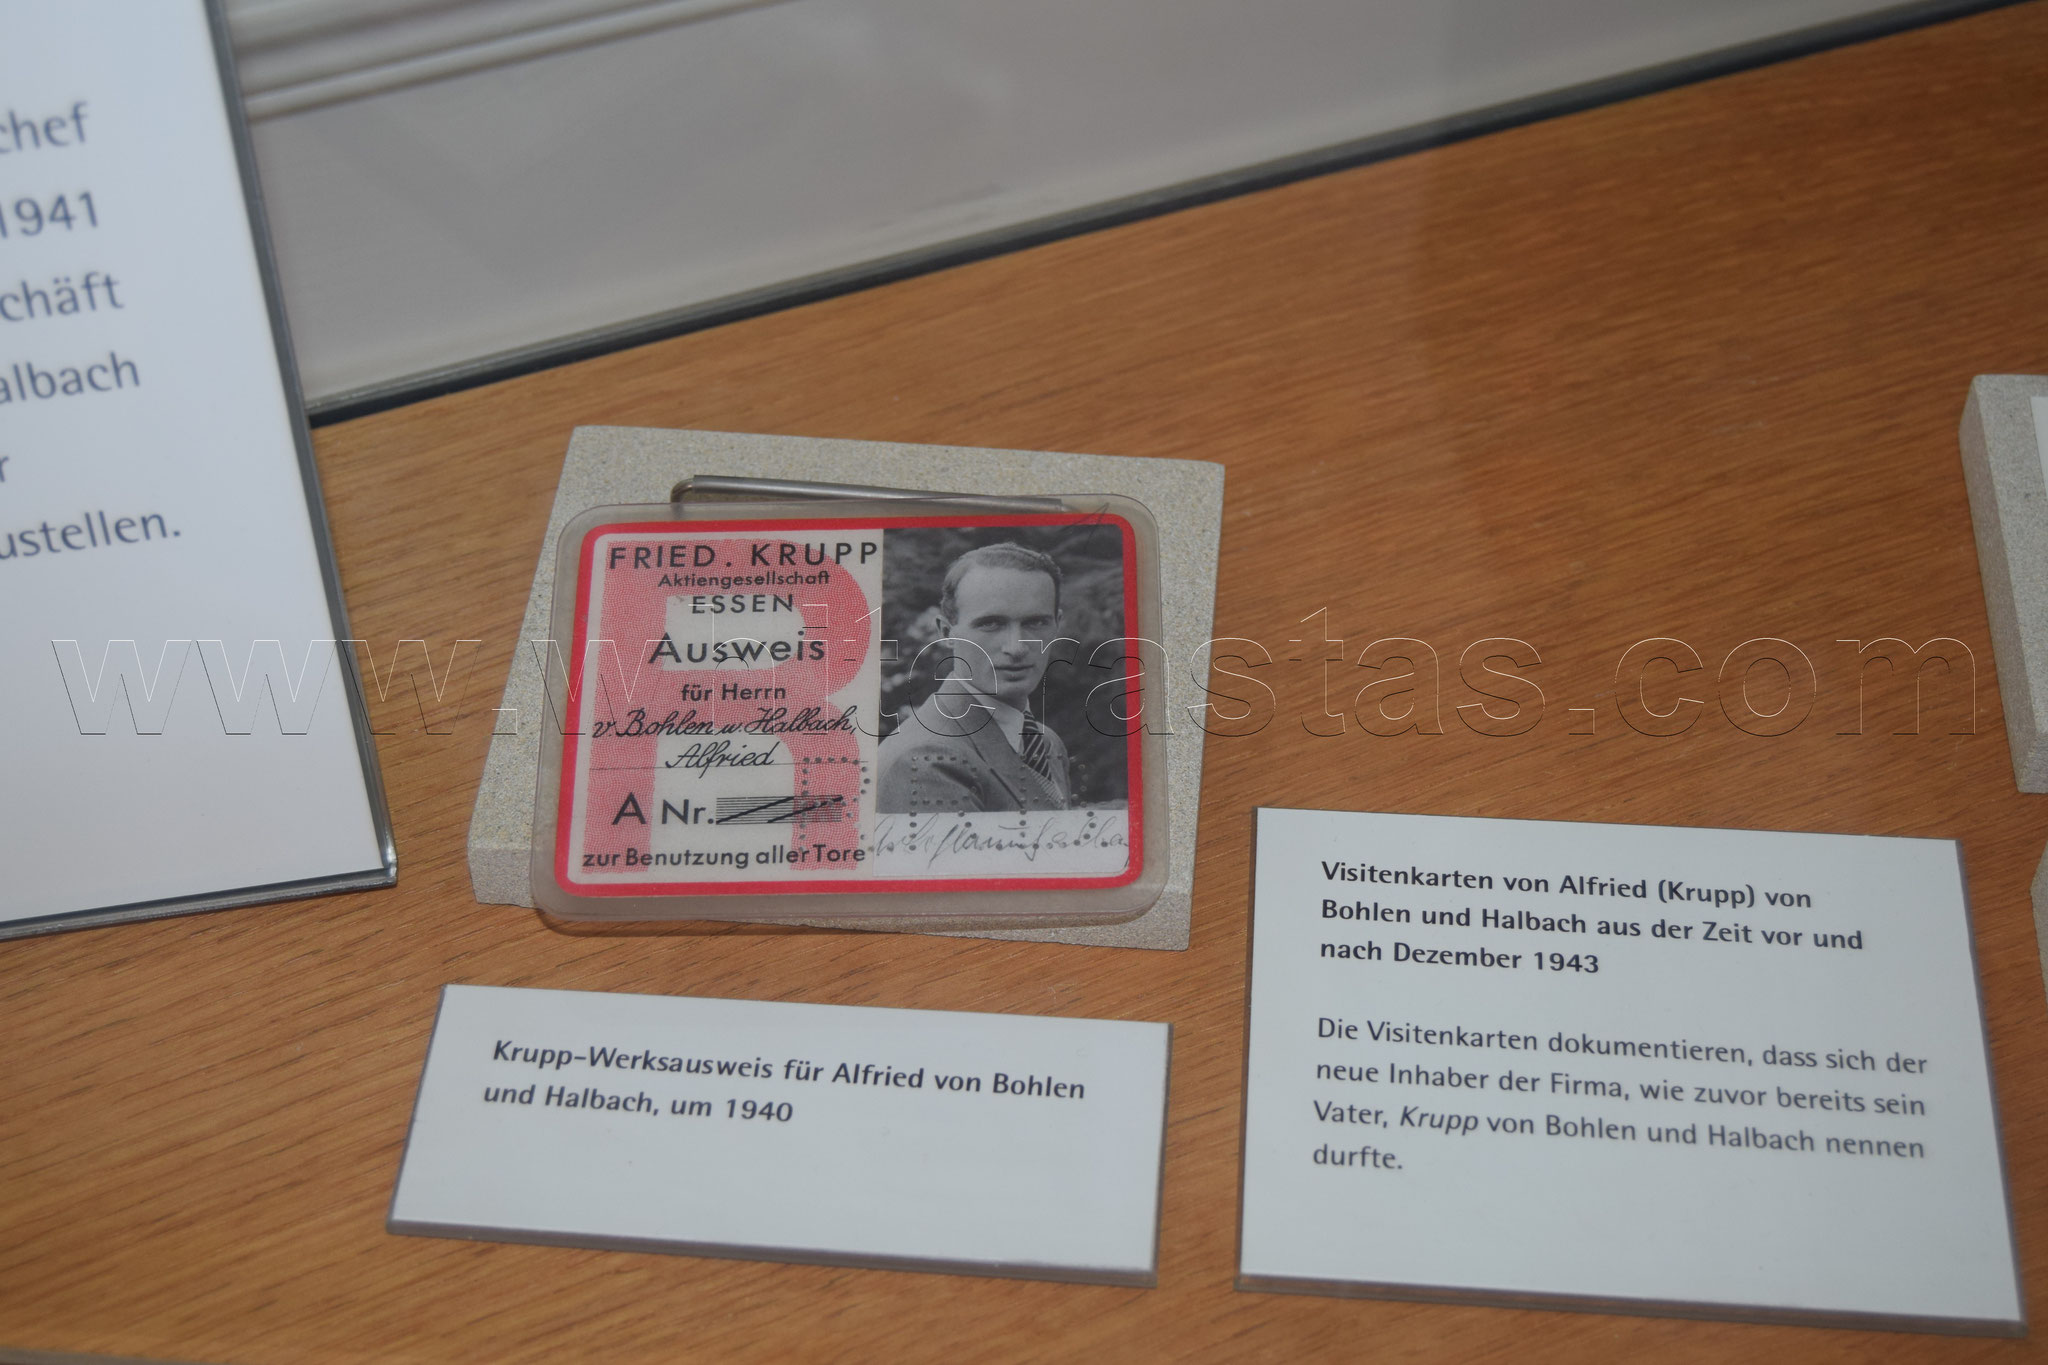 chef
1941
chäft
albach
r
ustellen.
FRIED. KRUPP
Aktiengesellschaft
ESSEN
Ausweis
für Herrn
v. Bohlen u. Halbach,
Alfried
A Nr.
zur Benutzung aller Tore
www.whiterastas.com
Krupp-Werksausweis für Alfried von Bohlen
und Halbach, um 1940
Visitenkarten von Alfried (Krupp) von
Bohlen und Halbach aus der Zeit vor und
nach Dezember 1943
Die Visitenkarten dokumentieren, dass sich der
neue Inhaber der Firma, wie zuvor bereits sein
Vater, Krupp von Bohlen und Halbach nennen
durfte.